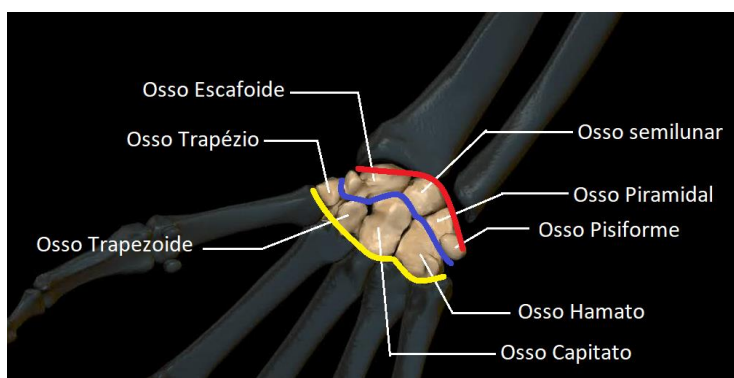 Osso Escafoide
Osso Trapézio
Osso semilunar
Osso Piramidal
Osso Pisiforme
Osso Trapezoide
Osso Hamato
Osso Capitato